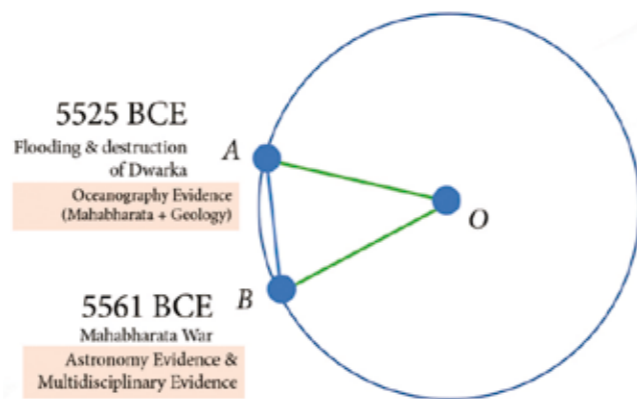 5525 BCE
Flooding & destruction
of Dwarka
A
Oceanography Evidence
(Mahabharata + Geology)
O
B
5561 BCE
Mahabharata War
Astronomy Evidence &
Multidisciplinary Evidence